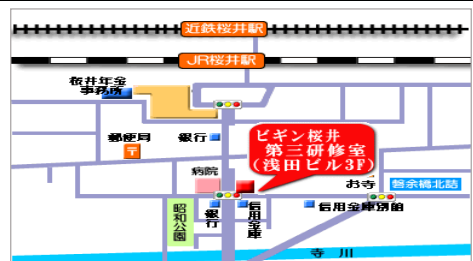 近鉄桜井駅
JR桜井駅
桜井年金
事務所
郵便局
〒
銀行
ビギン桜井
第三研修室
(浅田ビル3F)
病院
お寺
磐余橋北詰
昭和公園
銀行
信用金庫
信用金庫別館
寺川